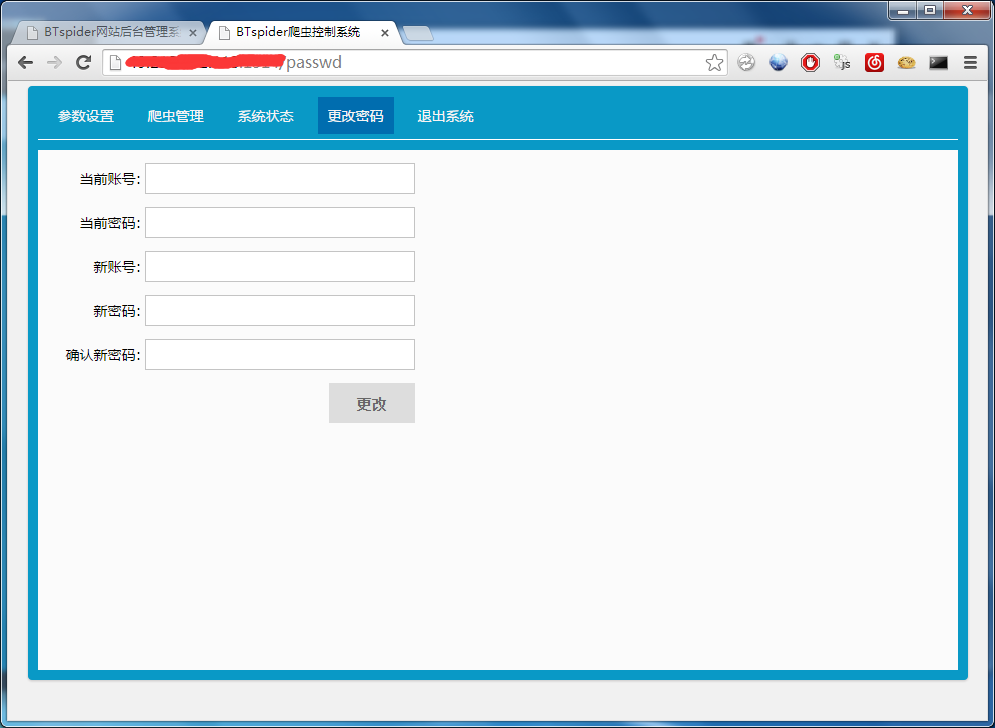 BTspider网站后台管理系
BTspider爬虫控制系统
/passwd
js
参数设置 爬虫管理 系统状态 更改密码 退出系统
当前账号:
当前密码:
新账号:
新密码:
确认新密码:
更改